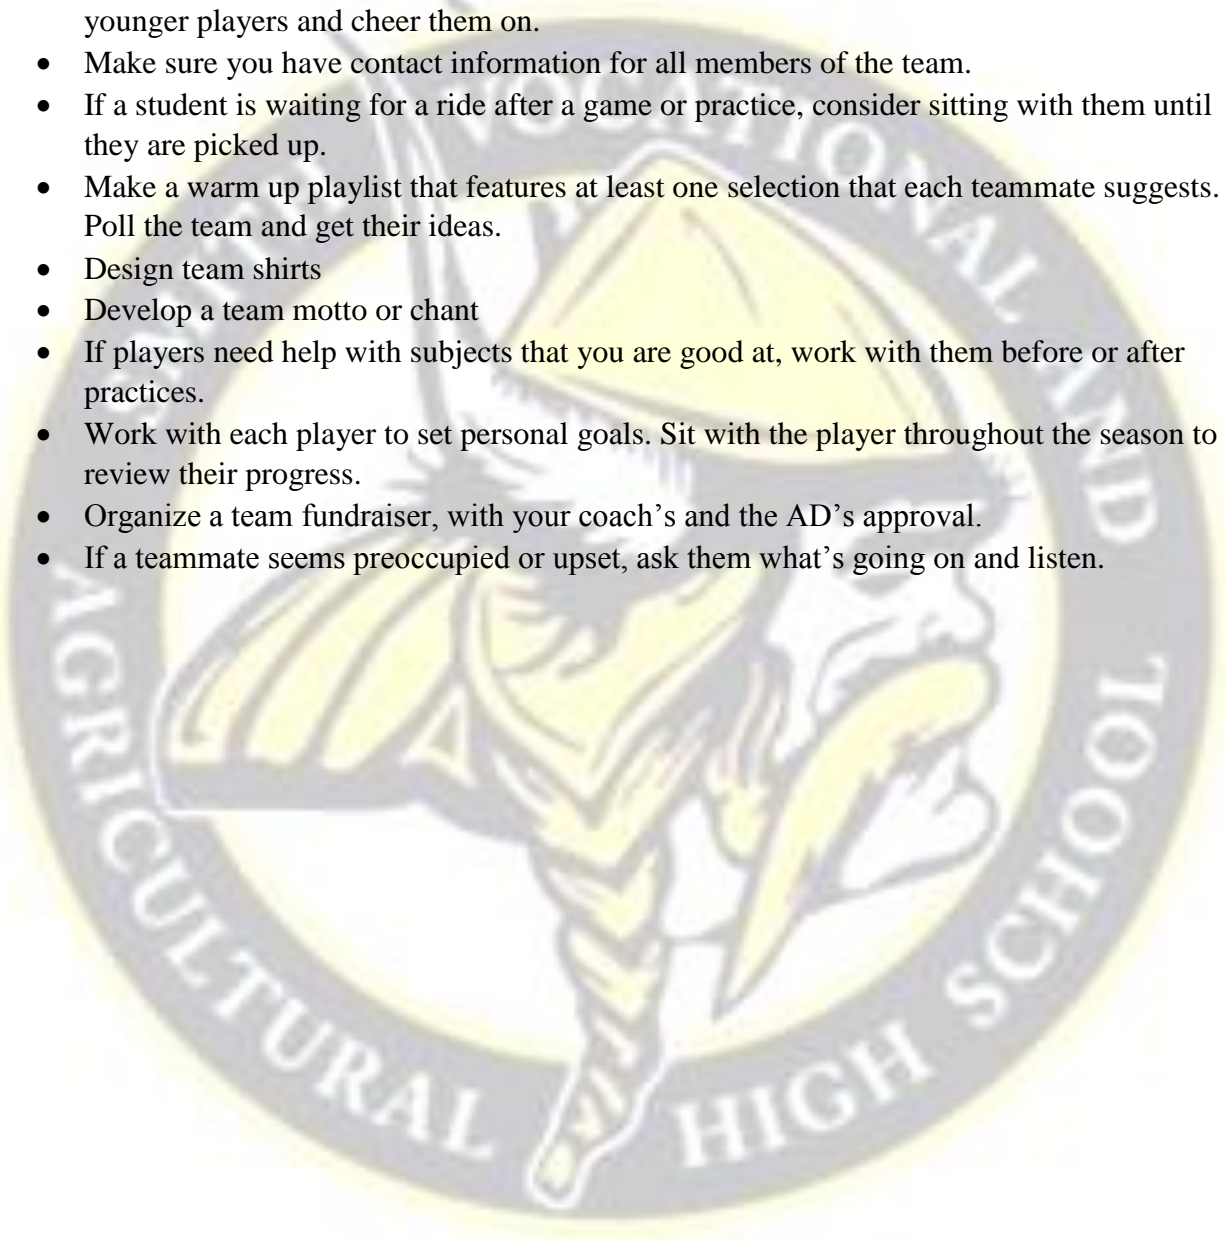 younger players and cheer them on.
• Make sure you have contact information for all members of the team.
• If a student is waiting for a ride after a game or practice, consider sitting with them until
they are picked up.
• Make a warm up playlist that features at least one selection that each teammate suggests.
Poll the team and get their ideas.
• Design team shirts
• Develop a team motto or chant
• If players need help with subjects that you are good at, work with them before or after
practices.
• Work with each player to set personal goals. Sit with the player throughout the season to
review their progress.
• Organize a team fundraiser, with your coach’s and the AD’s approval.
• If a teammate seems preoccupied or upset, ask them what’s going on and listen.
VOCATIONAL AND
AGRICULTURAL HIGH SCHOOL